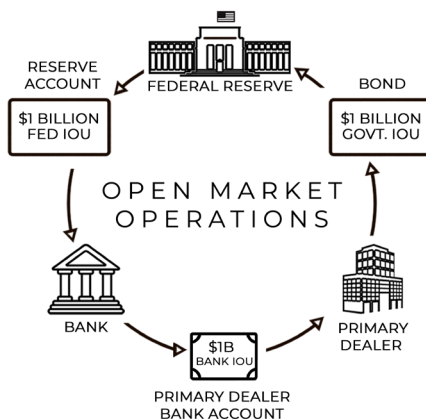 FEDERAL RESERVE
RESERVE
ACCOUNT
$1 BILLION
FED IOU
BOND
$1 BILLION
GOVT. IOU
OPEN MARKET
OPERATIONS
BANK
$1B
BANK IOU
PRIMARY DEALER
BANK ACCOUNT
PRIMARY
DEALER